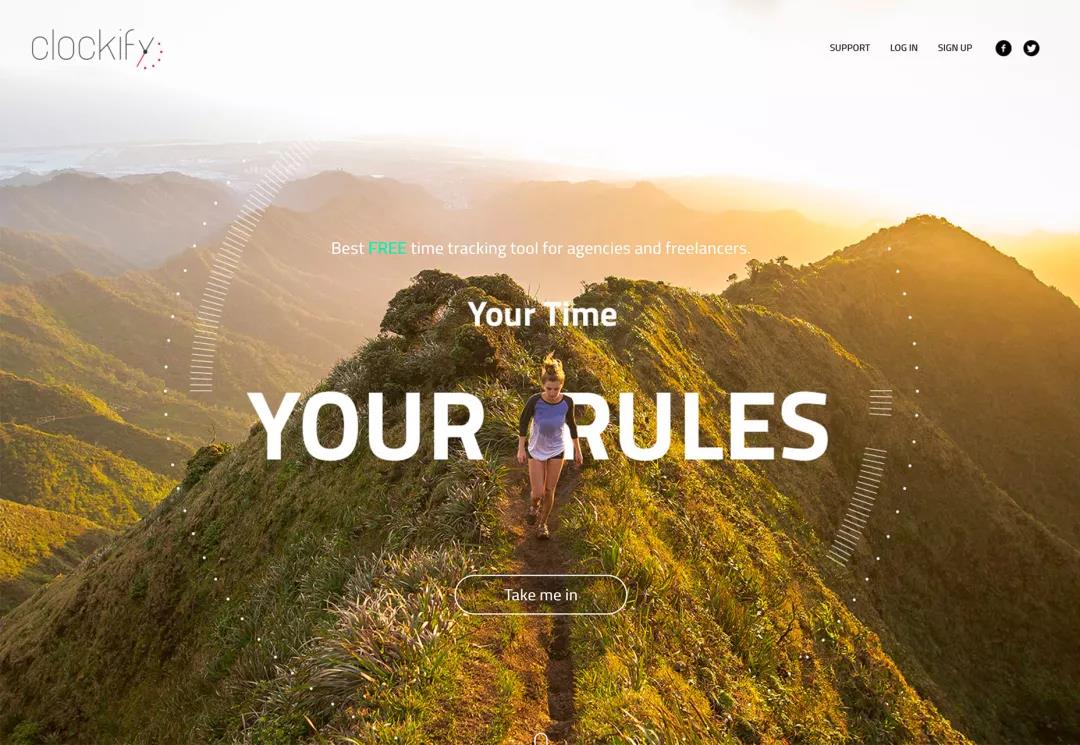 clockify
SUPPORT LOG IN SIGN UP
Best FREE time tracking tool for agencies and freelancers.
Your Time
YOUR RULES
Take me in